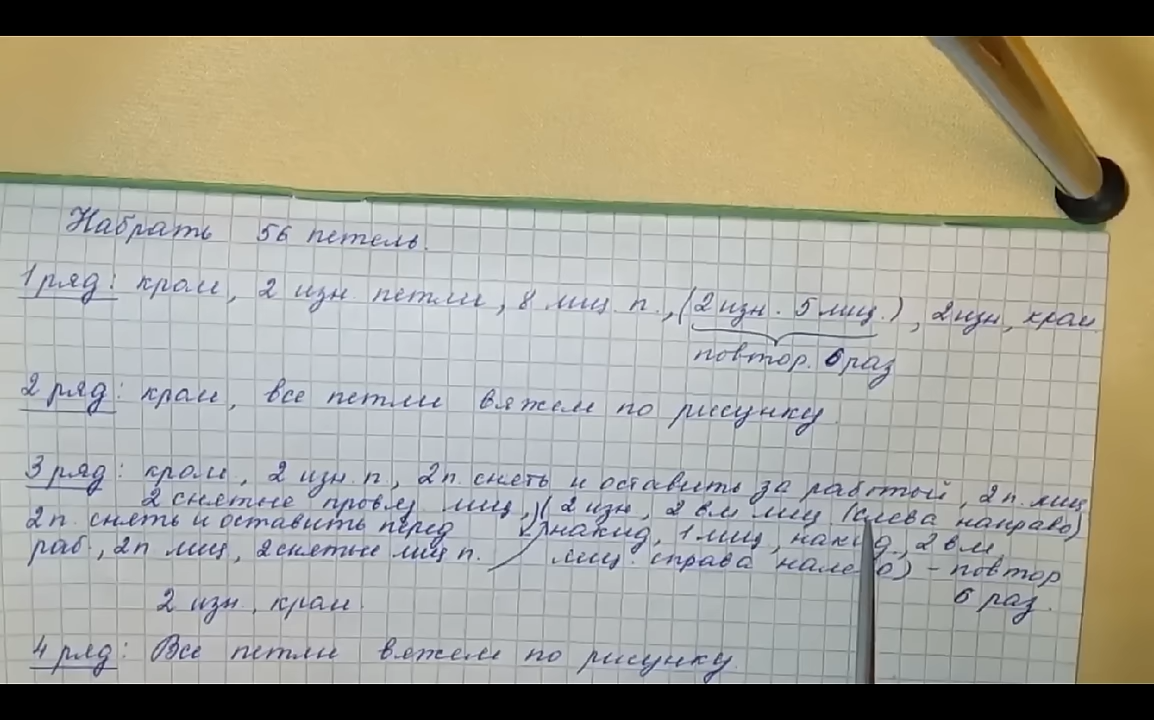 Набрать 56 петель.
1 ряд: кром, 2 изн. петли, 8 лиц. п., (2 изн. 5 лиц.), 2 изн, кром.
повтор. 6 раз
2 ряд: кром, все петли вяжем по рисунку
3 ряд: кром, 2 изн. п., 2 п. снять и оставить за работой, 2 п. лиц,
2 снятые провяз. лиц, (2 изн, 2 вм лиц (слева направо)
2 п. снять и оставить перед накид, 1 лиц, накид, 2 вм
раб, 2 п лиц, 2 снятые лиц п. лиц. справа налево) - повтор
2 изн, кром. 6 раз.
4 ряд: Все петли вяжем по рисунку.